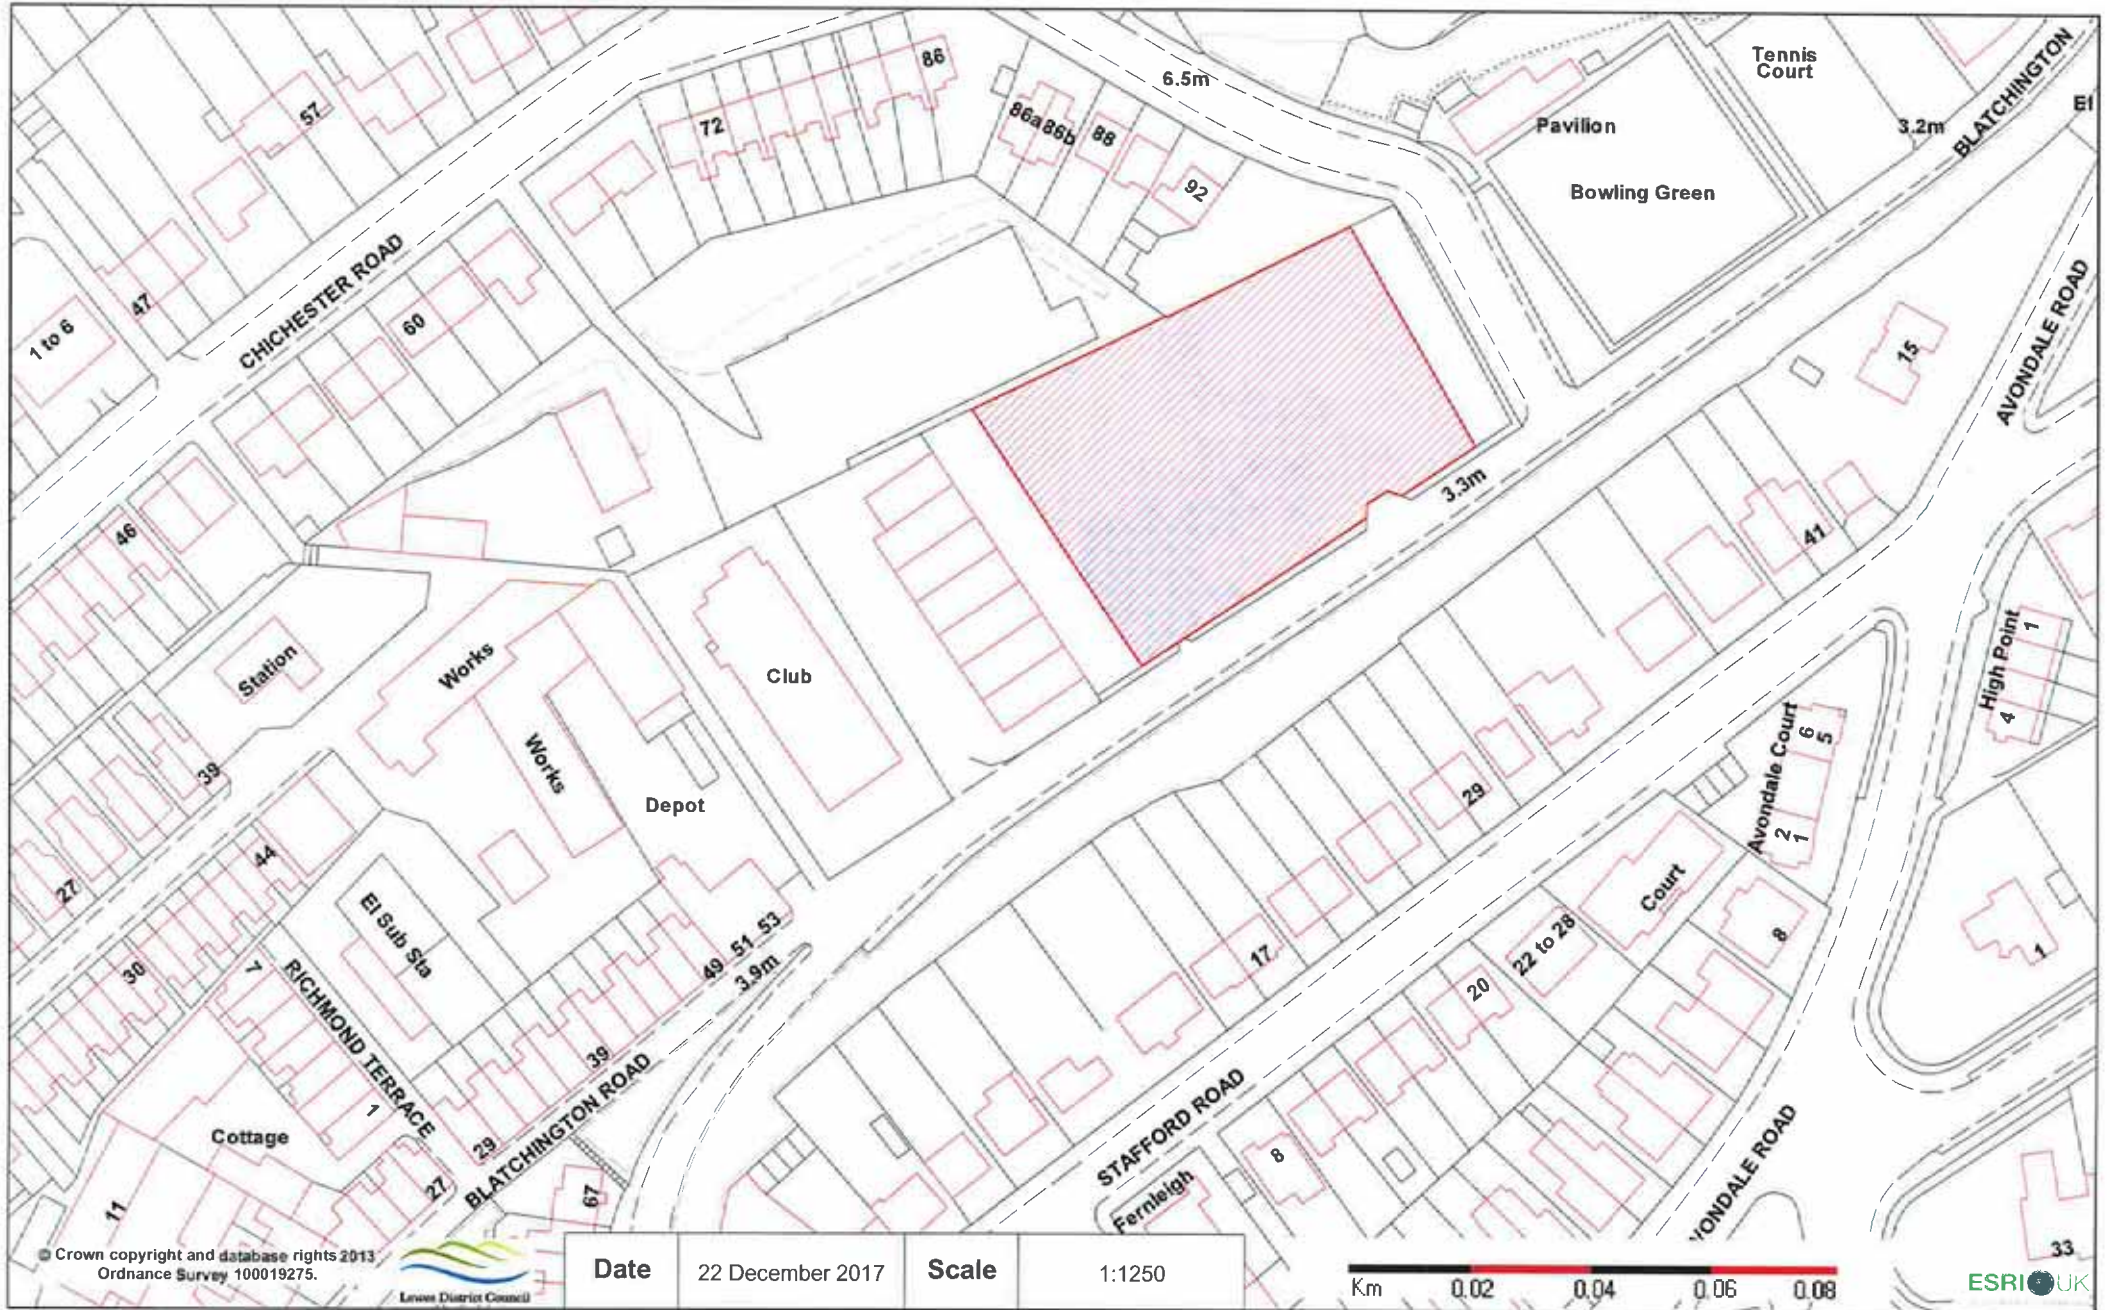 86
57
72
6.5m
86a 86b
88
92
Tennis
Court
Pavilion
Bowling Green
3.2m
BLATCHINGTON
El
47
CHICHESTER ROAD
60
1 to 6
15
AVONDALE ROAD
3.3m
46
41
Station
Works
Works
Club
Depot
High Point
1
4
Avondale Court
6
5
2
1
39
29
27
44
El Sub Sta
Court
8
1
30
7
RICHMOND TERRACE
49 51 53
3.9m
17
22 to 28
20
39
1
Cottage
29
27
BLATCHINGTON ROAD
67
11
STAFFORD ROAD
Fernleigh
8
VONDALE ROAD
33
© Crown copyright and database rights 2013
Ordnance Survey 100019275.
Lewes District Council
Date
22 December 2017
Scale
1:1250
Km
0.02
0.04
0.06
0.08
ESRI UK